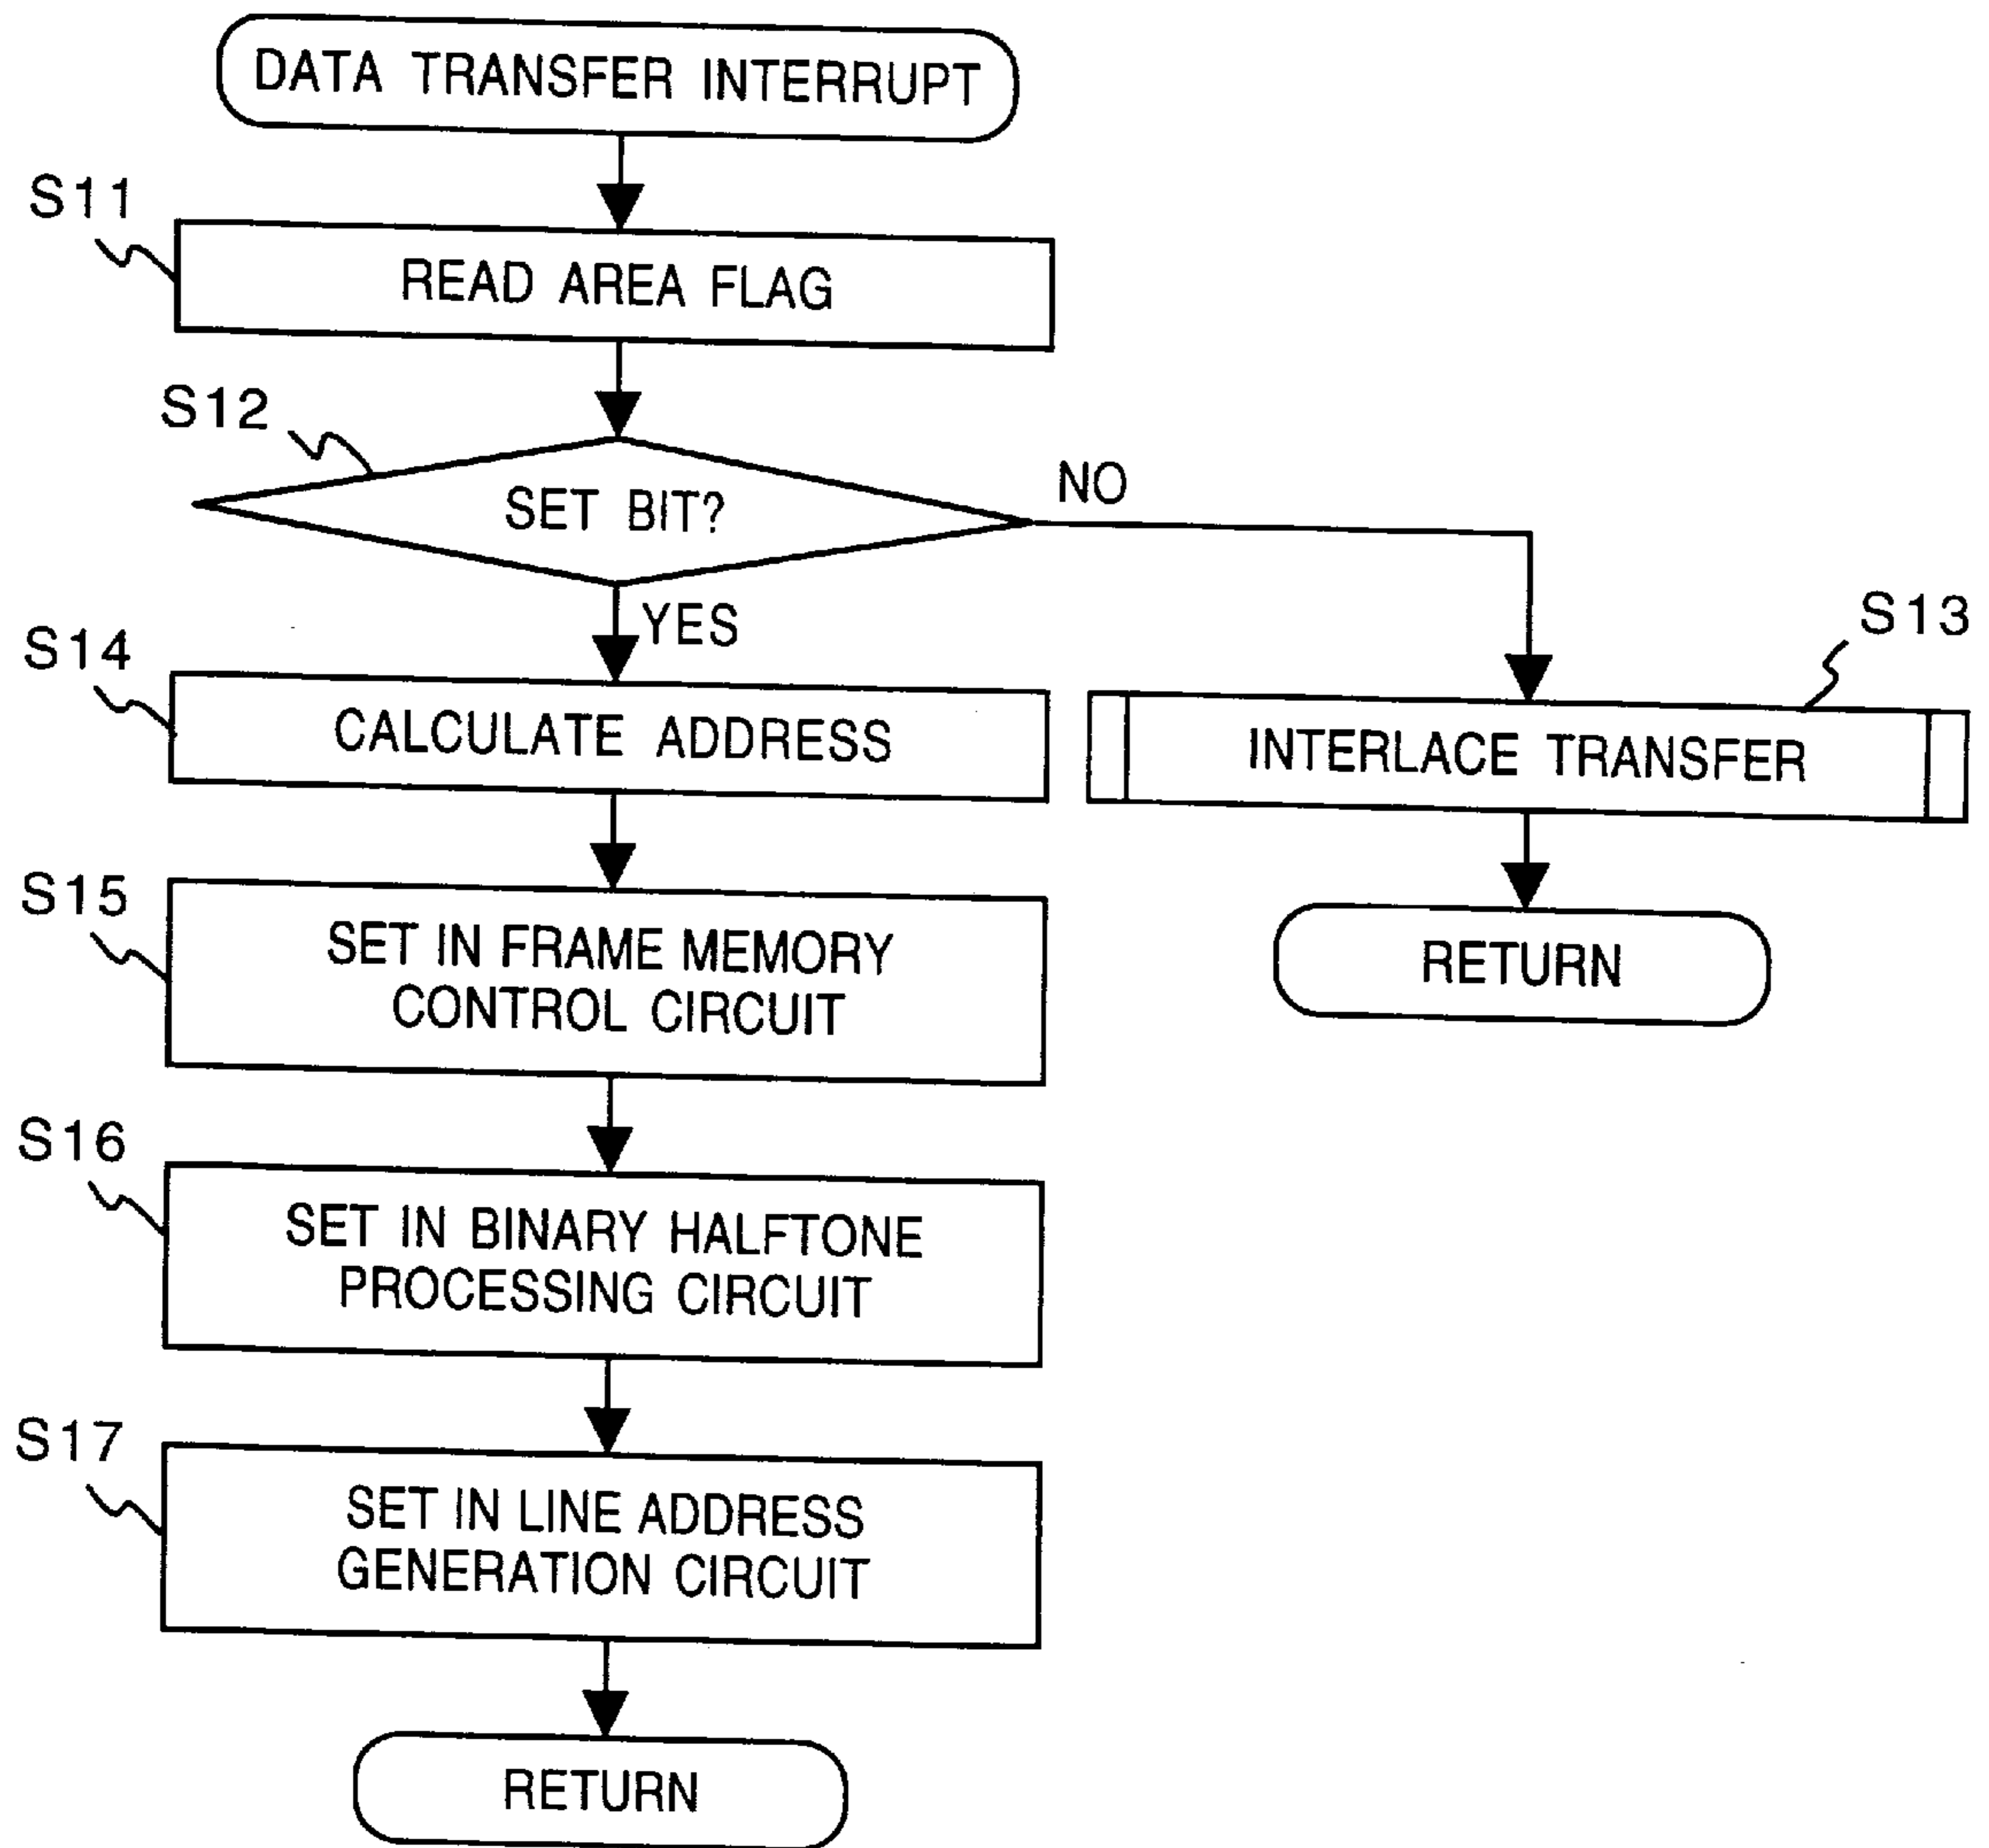 DATA TRANSFER INTERRUPT
S11
READ AREA FLAG
S12
SET BIT?
NO
YES
S13
S14
CALCULATE ADDRESS
INTERLACE TRANSFER
S15
SET IN FRAME MEMORY
CONTROL CIRCUIT
RETURN
S16
SET IN BINARY HALFTONE
PROCESSING CIRCUIT
S17
SET IN LINE ADDRESS
GENERATION CIRCUIT
RETURN